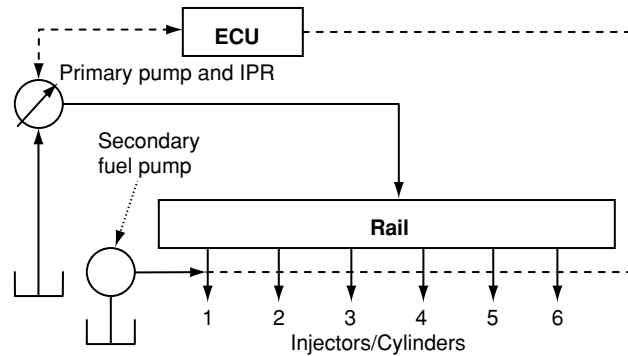 ECU
Primary pump and IPR
Secondary
fuel pump
Rail
1 2 3 4 5 6
Injectors/Cylinders